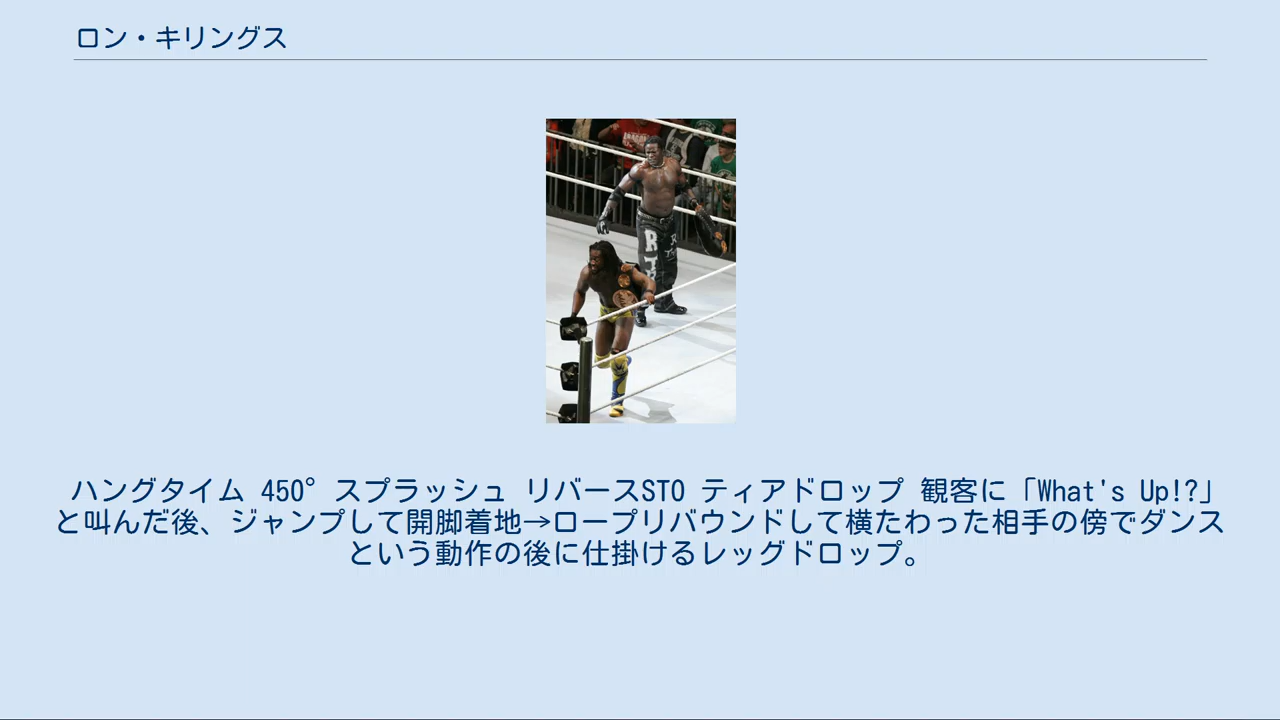 ロン・キリングス
ハングタイム 450°スプラッシュ リバースSTO ティアドロップ 観客に「What's Up!?」
と叫んだ後、ジャンプして開脚着地→ロープリバウンドして横たわった相手の傍でダンス
という動作の後に仕掛けるレッグドロップ。